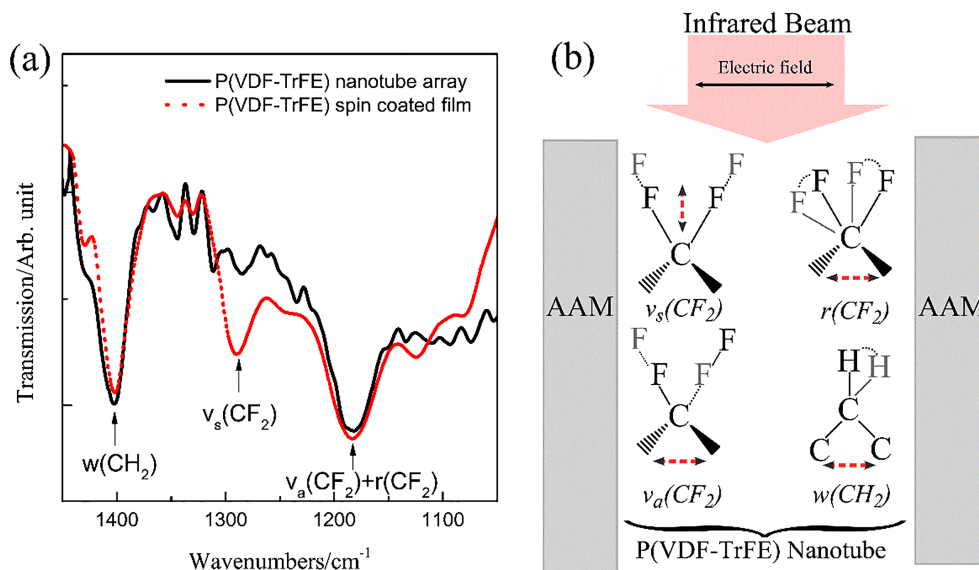 (a)
P(VDF-TrFE) nanotube array
P(VDF-TrFE) spin coated film
Transmission/Arb. unit
w(CH₂)
vₛ(CF₂)
vₐ(CF₂)+r(CF₂)
1400
1300
1200
1100
Wavenumbers/cm⁻¹
(b)
Infrared Beam
Electric field
AAM
F F
F F
C
vₛ(CF₂)
F F F F
C
r(CF₂)
AAM
F F
F F
C
vₐ(CF₂)
H H
C
C C
w(CH₂)
P(VDF-TrFE) Nanotube